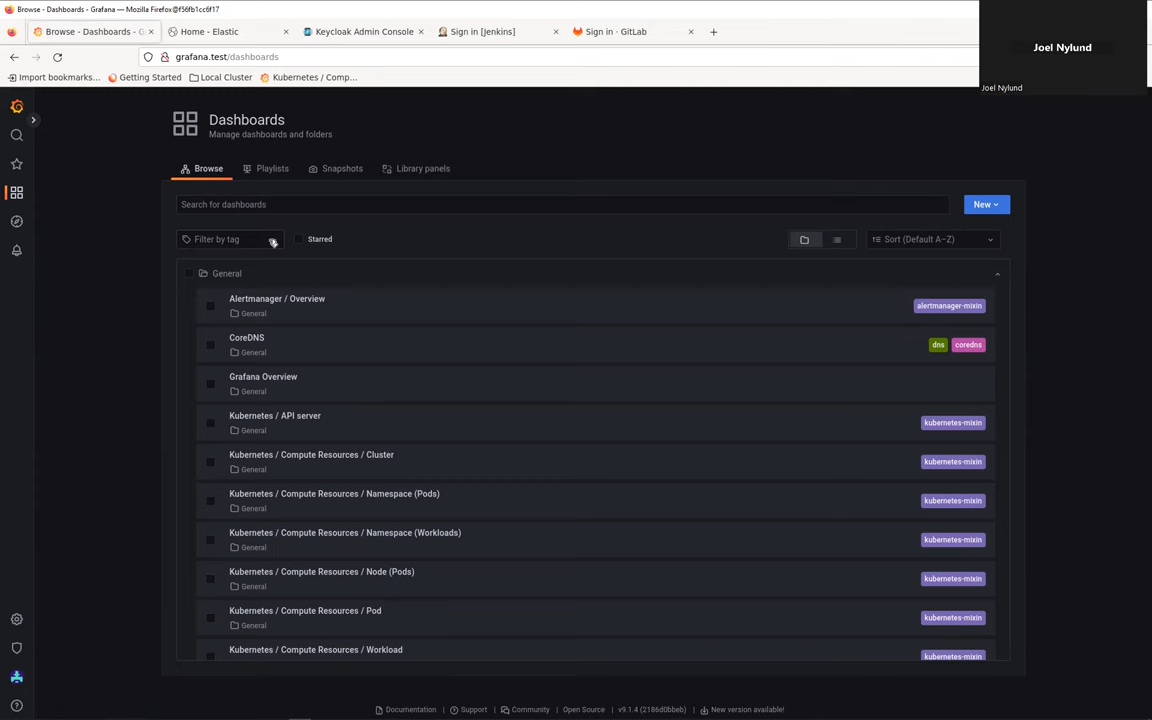 Browse - Dashboards - Grafana — Mozilla Firefox@f56fb1cc6f17
Browse - Dashboards - G
Home - Elastic
Keycloak Admin Console
Sign in [Jenkins]
Sign in · GitLab
Joel Nylund
Joel Nylund
grafana.test/dashboards
Import bookmarks...
Getting Started
Local Cluster
Kubernetes / Comp...
Dashboards
Manage dashboards and folders
Browse
Playlists
Snapshots
Library panels
Search for dashboards
New
Filter by tag
Starred
Sort (Default A–Z)
General
Alertmanager / Overview
General
alertmanager-mixin
CoreDNS
General
dns
coredns
Grafana Overview
General
Kubernetes / API server
General
kubernetes-mixin
Kubernetes / Compute Resources / Cluster
General
kubernetes-mixin
Kubernetes / Compute Resources / Namespace (Pods)
General
kubernetes-mixin
Kubernetes / Compute Resources / Namespace (Workloads)
General
kubernetes-mixin
Kubernetes / Compute Resources / Node (Pods)
General
kubernetes-mixin
Kubernetes / Compute Resources / Pod
General
kubernetes-mixin
Kubernetes / Compute Resources / Workload
kubernetes-mixin
Documentation
Support
Community
Open Source
v9.1.4 (2186d0bbeb)
New version available!